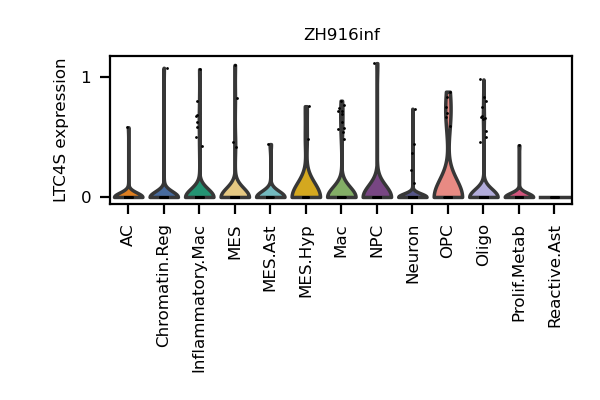 ZH916inf
LTC4S expression
1
0
AC
Chromatin.Reg
Inflammatory.Mac
MES
MES.Ast
MES.Hyp
Mac
NPC
Neuron
OPC
Oligo
Prolif.Metab
Reactive.Ast